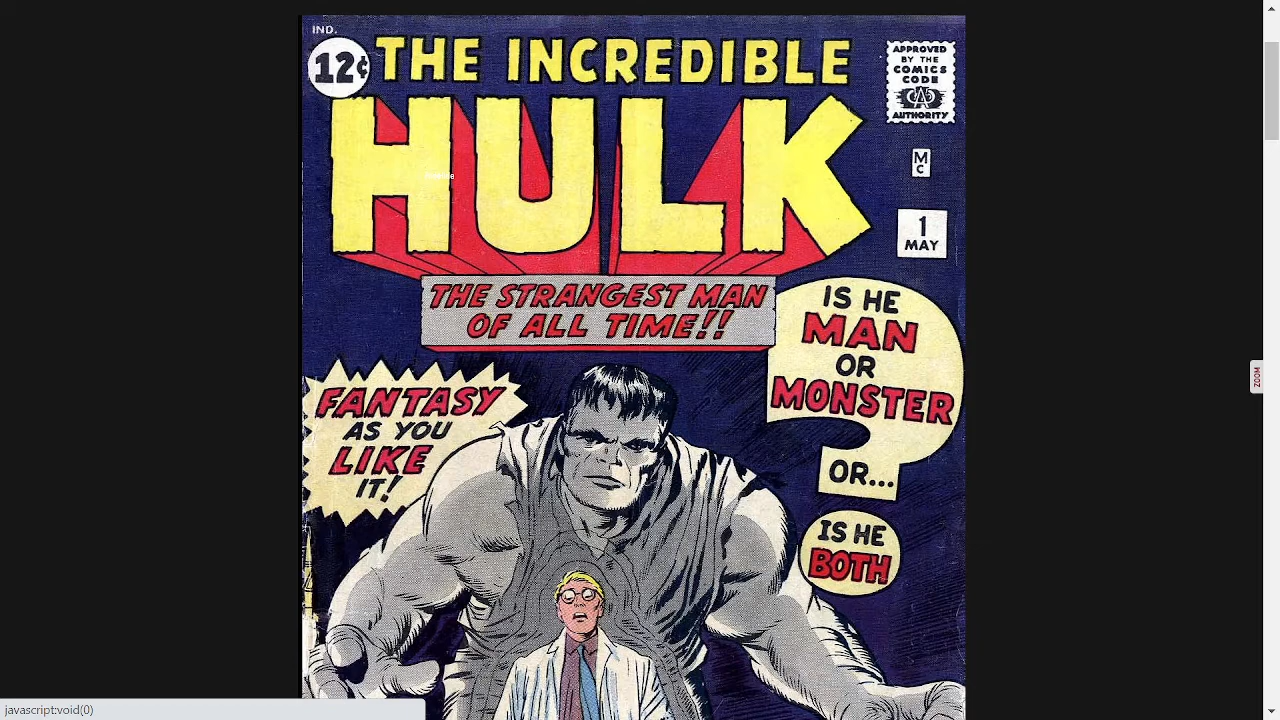 IND.
12¢
THE INCREDIBLE
HULK
APPROVED
BY THE
COMICS
CODE
CA
AUTHORITY
M
C
1
MAY
THE STRANGEST MAN
OF ALL TIME!!
IS HE
MAN
OR
MONSTER
?
OR...
IS HE
BOTH
FANTASY
AS YOU
LIKE
IT!
ZOOM
javascript:void(0)